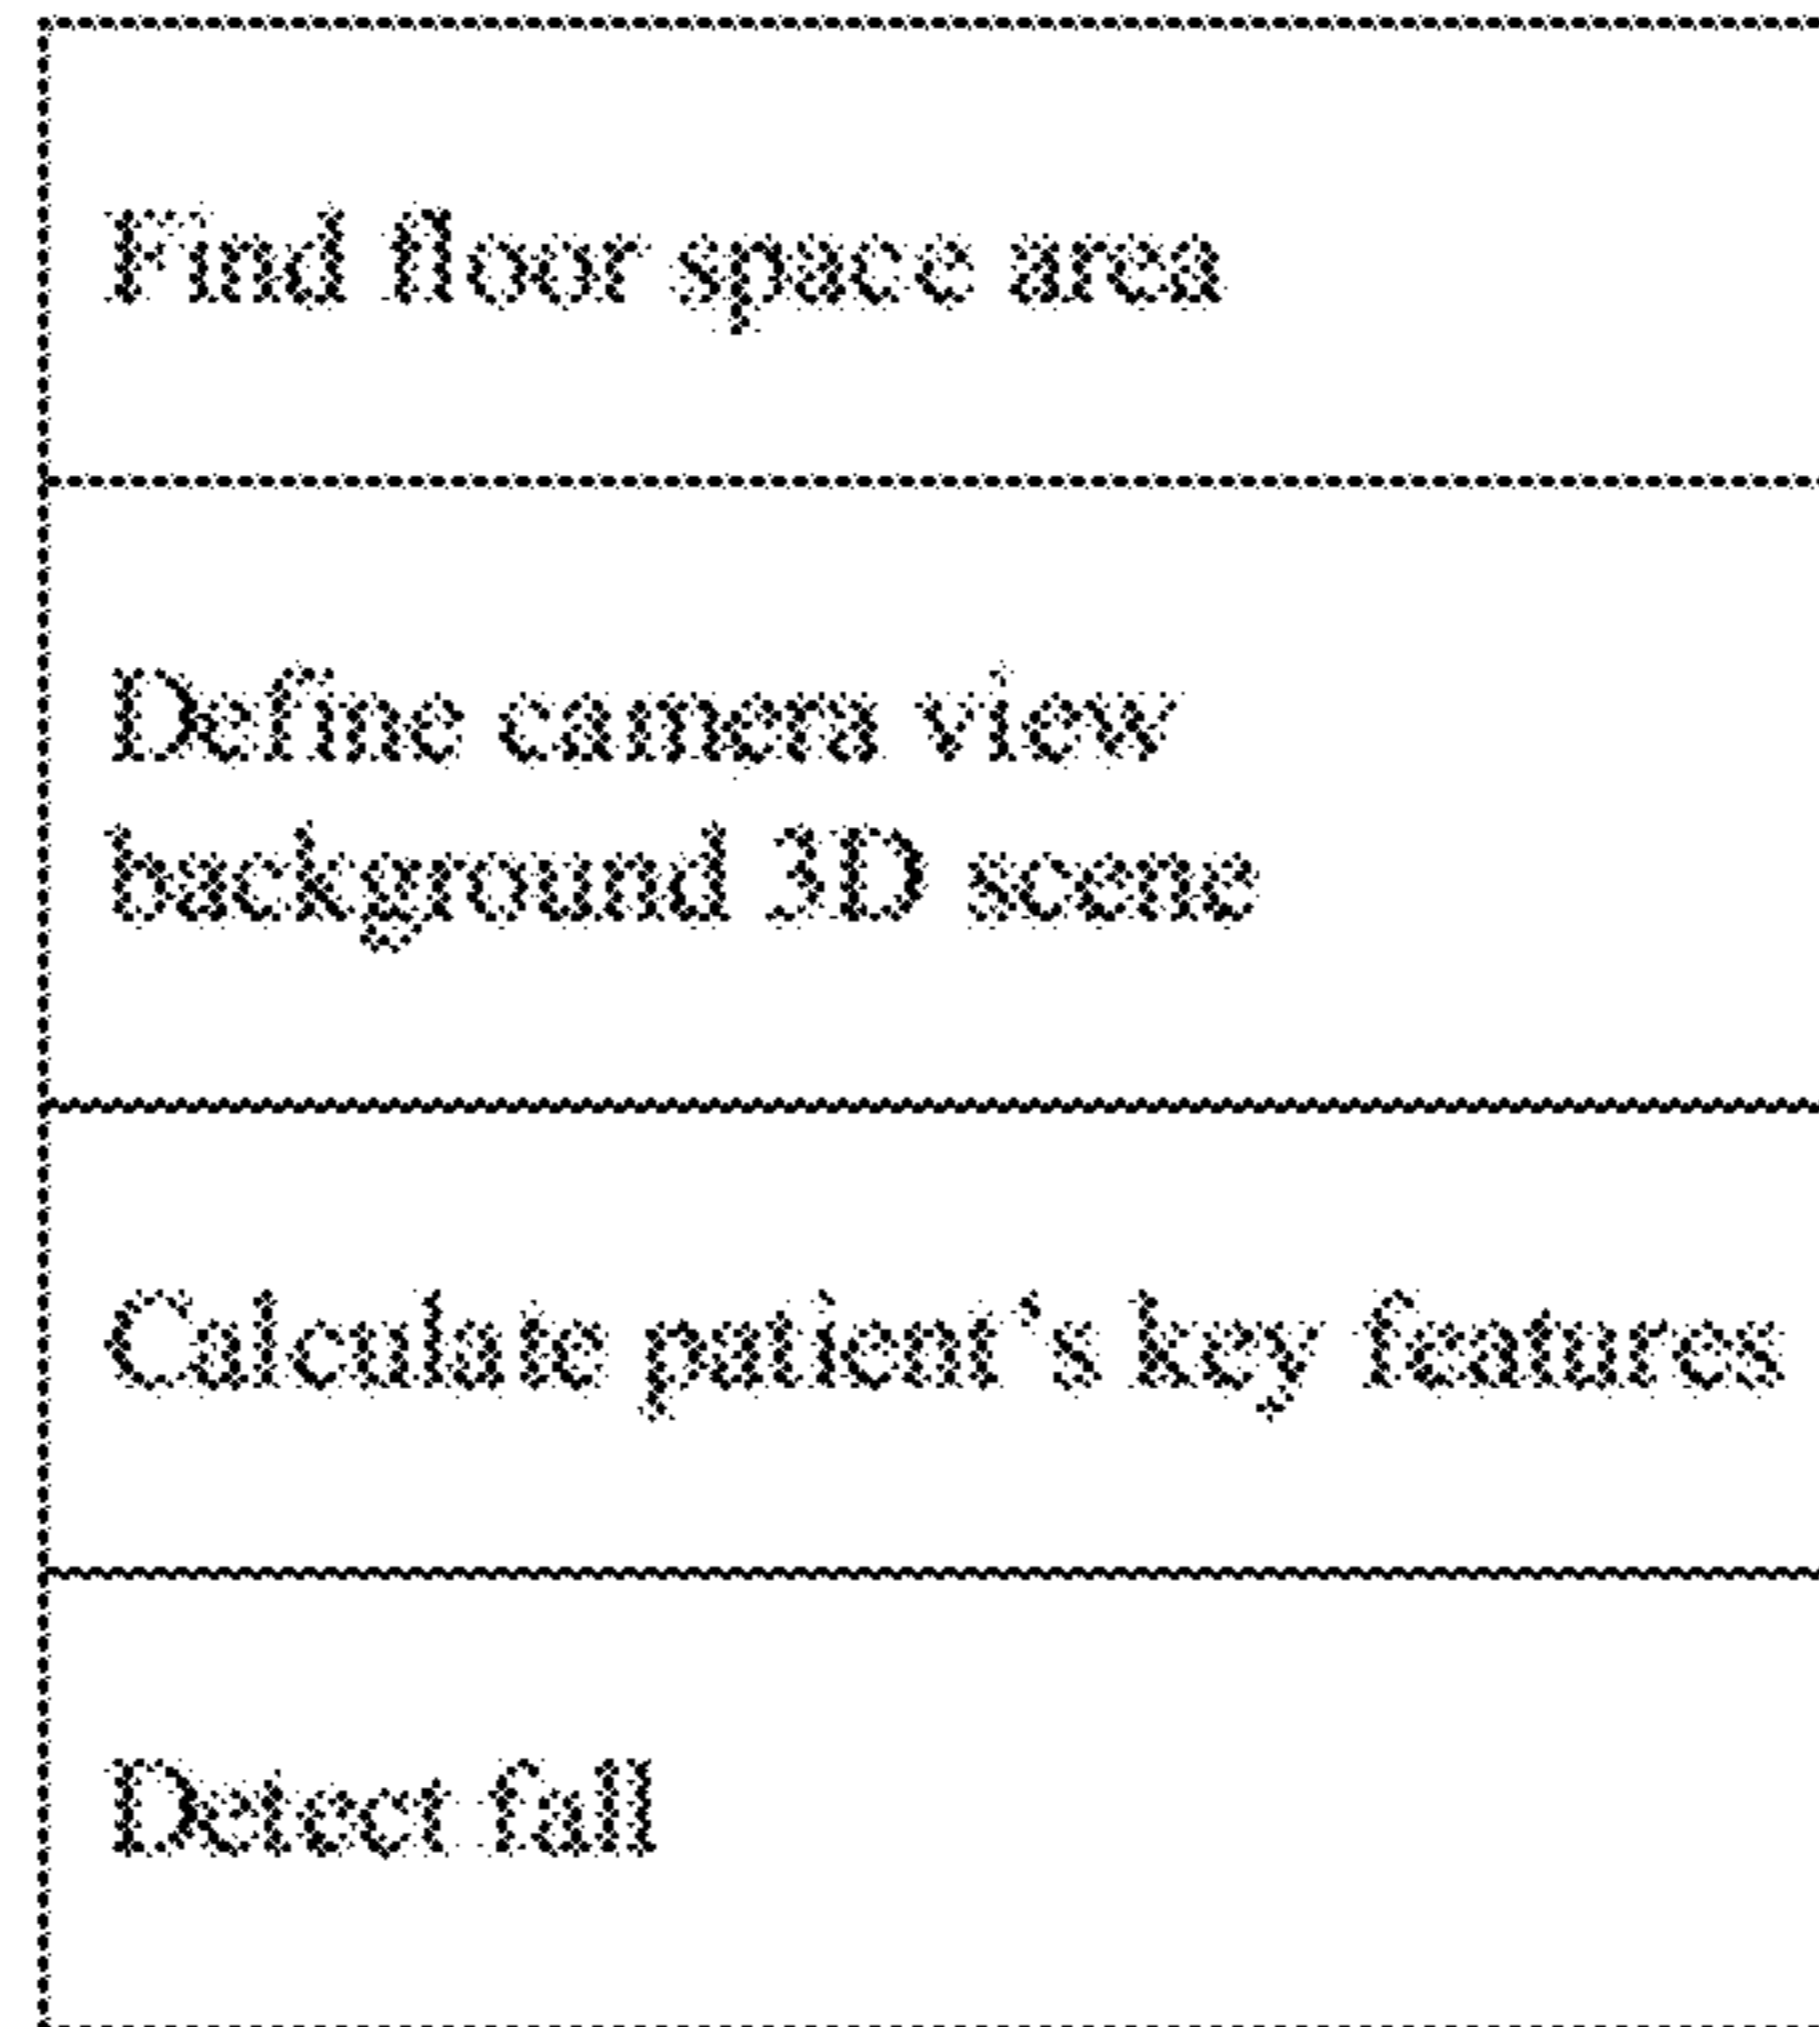 Find floor space area
Define camera view
background 3D scene
Calculate patient's key features
Detect fall